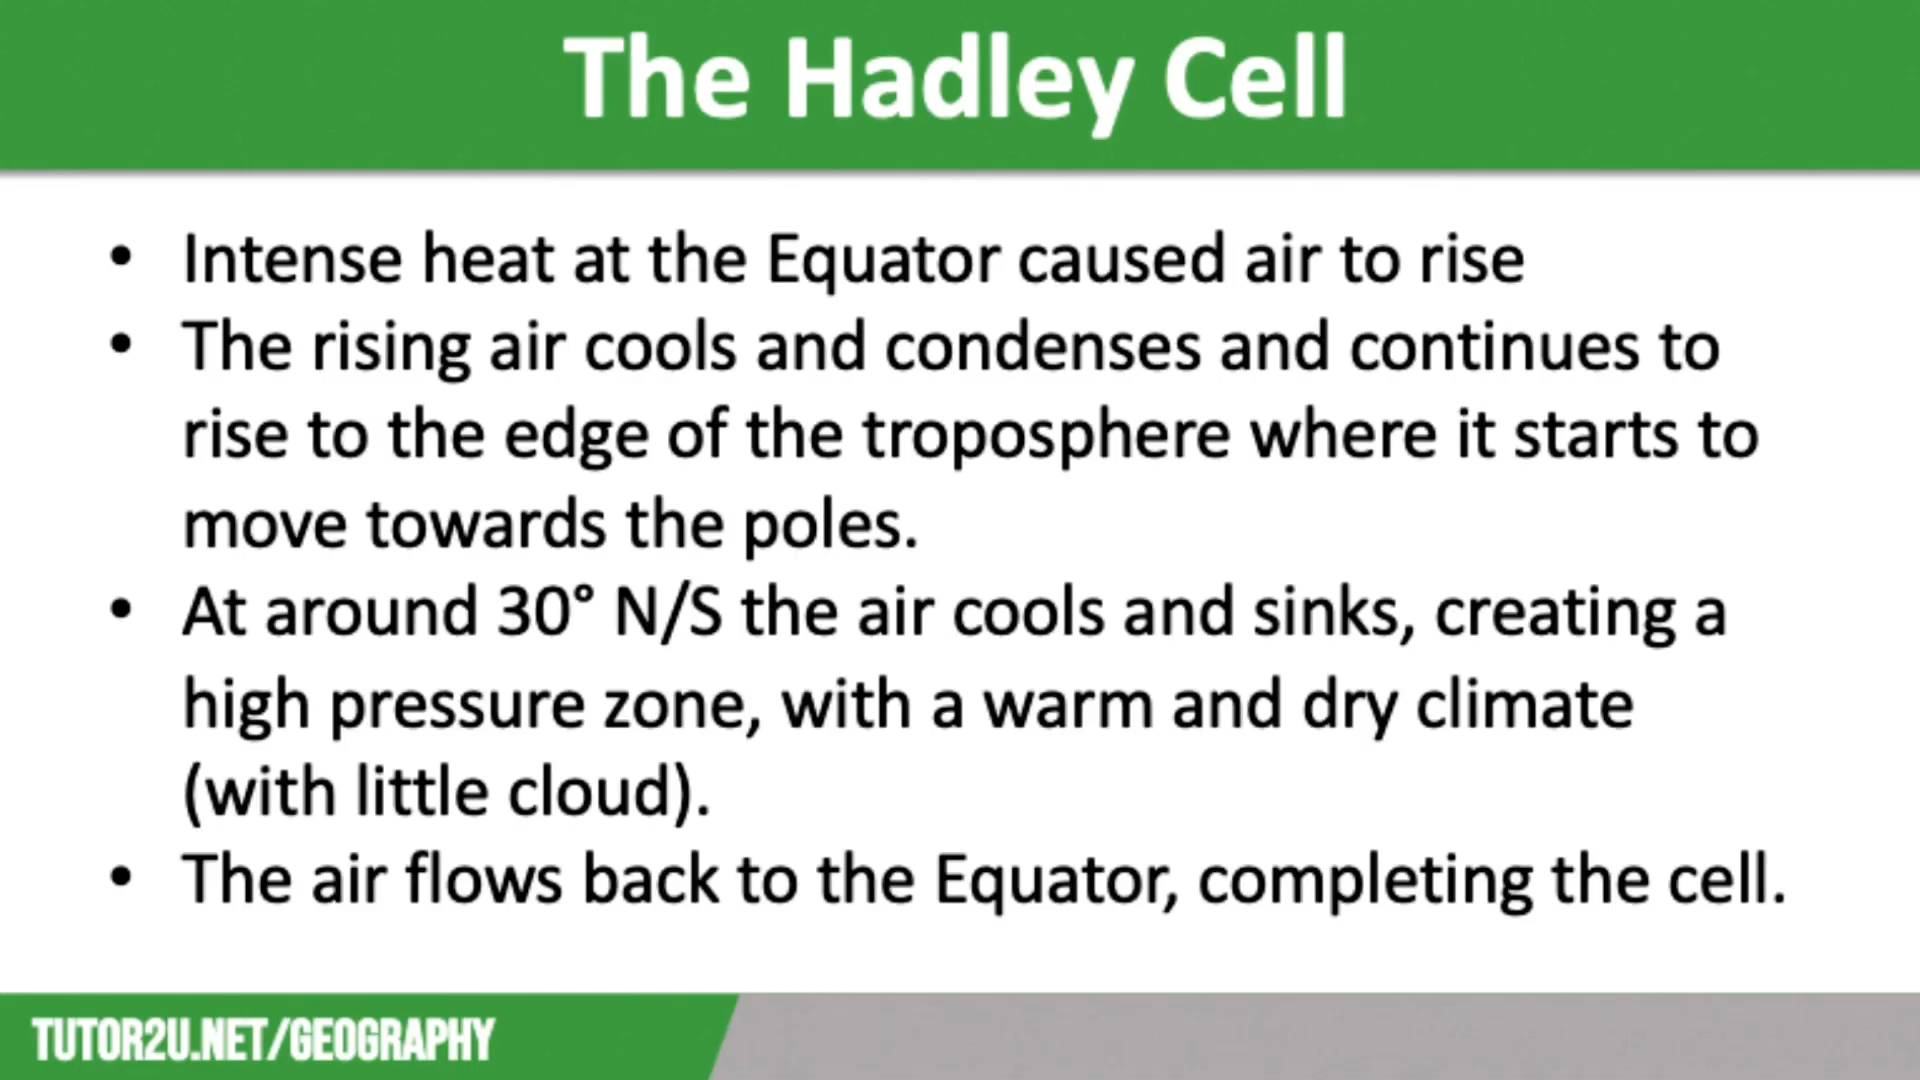 The Hadley Cell
• Intense heat at the Equator caused air to rise
• The rising air cools and condenses and continues to
rise to the edge of the troposphere where it starts to
move towards the poles.
• At around 30° N/S the air cools and sinks, creating a
high pressure zone, with a warm and dry climate
(with little cloud).
• The air flows back to the Equator, completing the cell.
TUTOR2U.NET/GEOGRAPHY